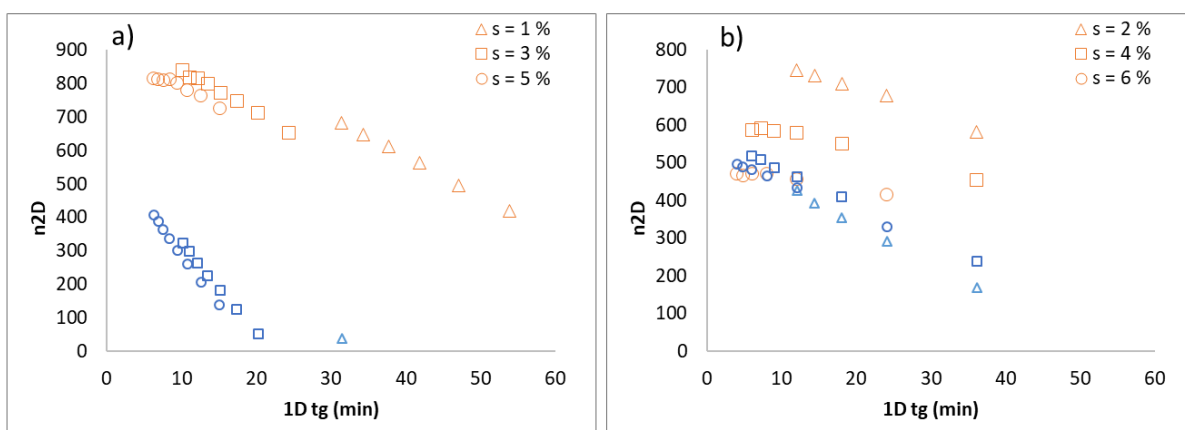 a)
s = 1 %
s = 3 %
s = 5 %
900
800
700
600
500
400
300
200
100
0
n2D
0 10 20 30 40 50 60
1D tg (min)
b)
s = 2 %
s = 4 %
s = 6 %
800
700
600
500
400
300
200
100
0
n2D
0 10 20 30 40 50 60
1D tg (min)